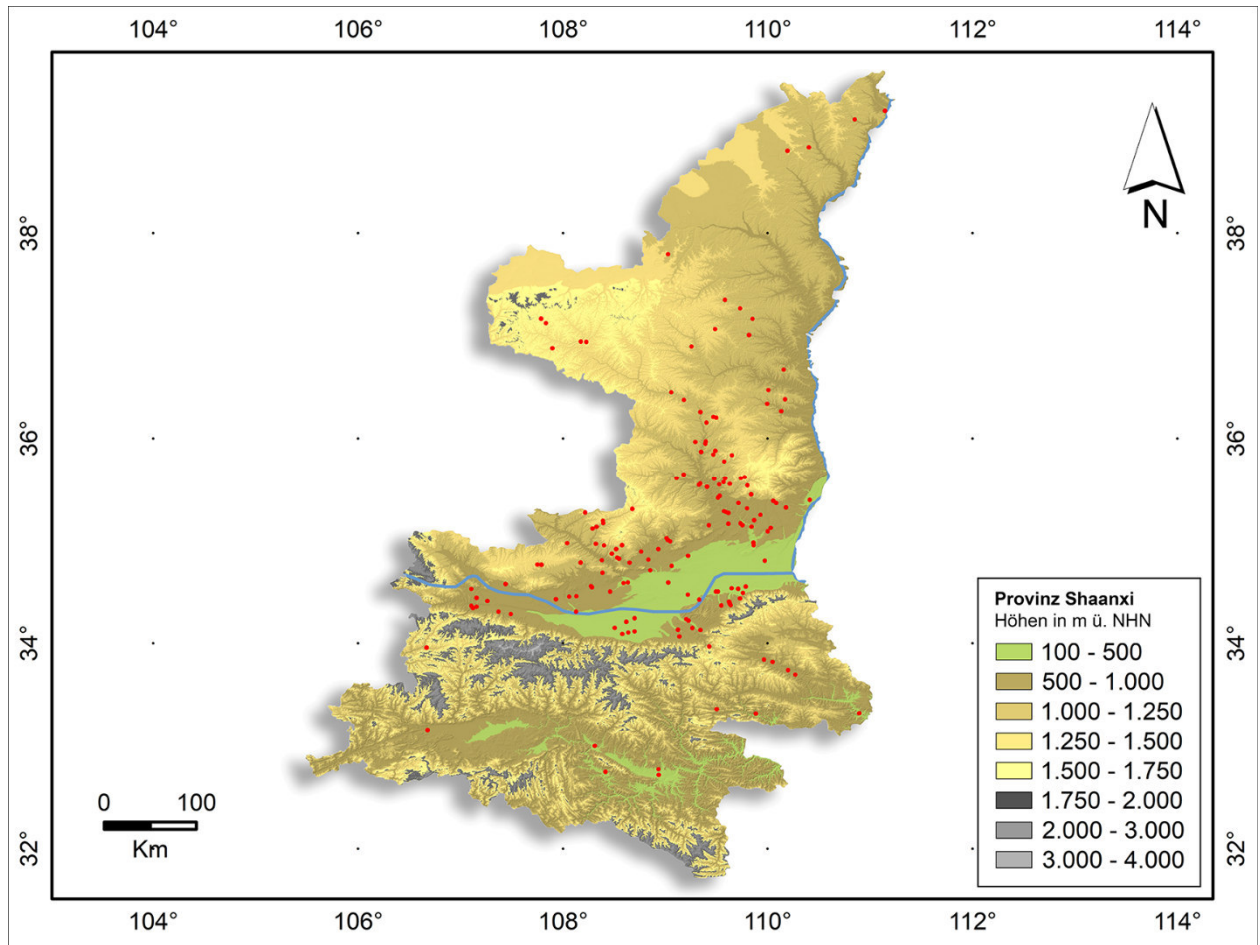 104° 106° 108° 110° 112° 114°
N
38° 38°
36° 36°
34° 34°
32° 32°
Provinz Shaanxi
Höhen in m ü. NHN
100 - 500
500 - 1.000
1.000 - 1.250
1.250 - 1.500
1.500 - 1.750
1.750 - 2.000
2.000 - 3.000
3.000 - 4.000
0 100
Km
104° 106° 108° 110° 112° 114°